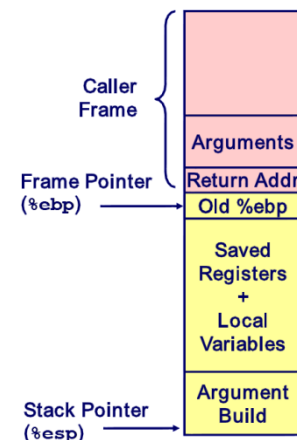 Caller
Frame
Arguments
Return Addr
Frame Pointer
(%ebp)
Old %ebp
Saved
Registers
+
Local
Variables
Argument
Build
Stack Pointer
(%esp)